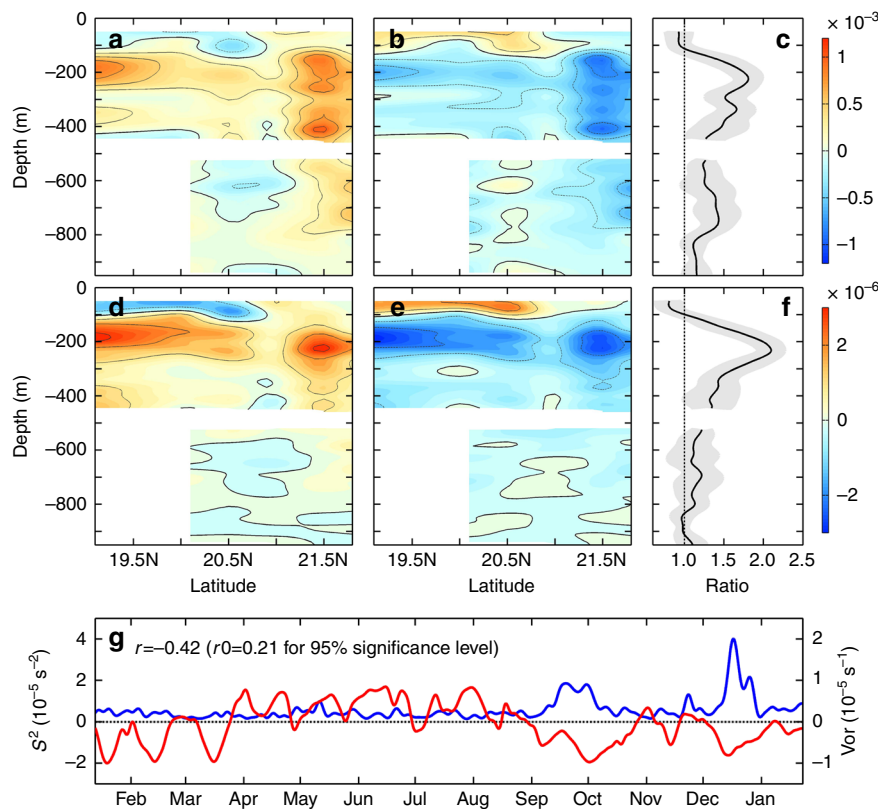 a b c
× 10⁻³
Depth (m)
0
−200
−400
−600
−800
1
0.5
0
−0.5
−1
d e f
× 10⁻⁶
Depth (m)
0
−200
−400
−600
−800
2
0
−2
19.5N 20.5N 21.5N
19.5N 20.5N 21.5N
1.0 1.5 2.0 2.5
Latitude Latitude Ratio
g r=−0.42 (r0=0.21 for 95% significance level)
S² (10⁻⁵ s⁻²)
4
2
0
−2
Vor (10⁻⁵ s⁻¹)
2
1
0
−1
Feb Mar Apr May Jun Jul Aug Sep Oct Nov Dec Jan